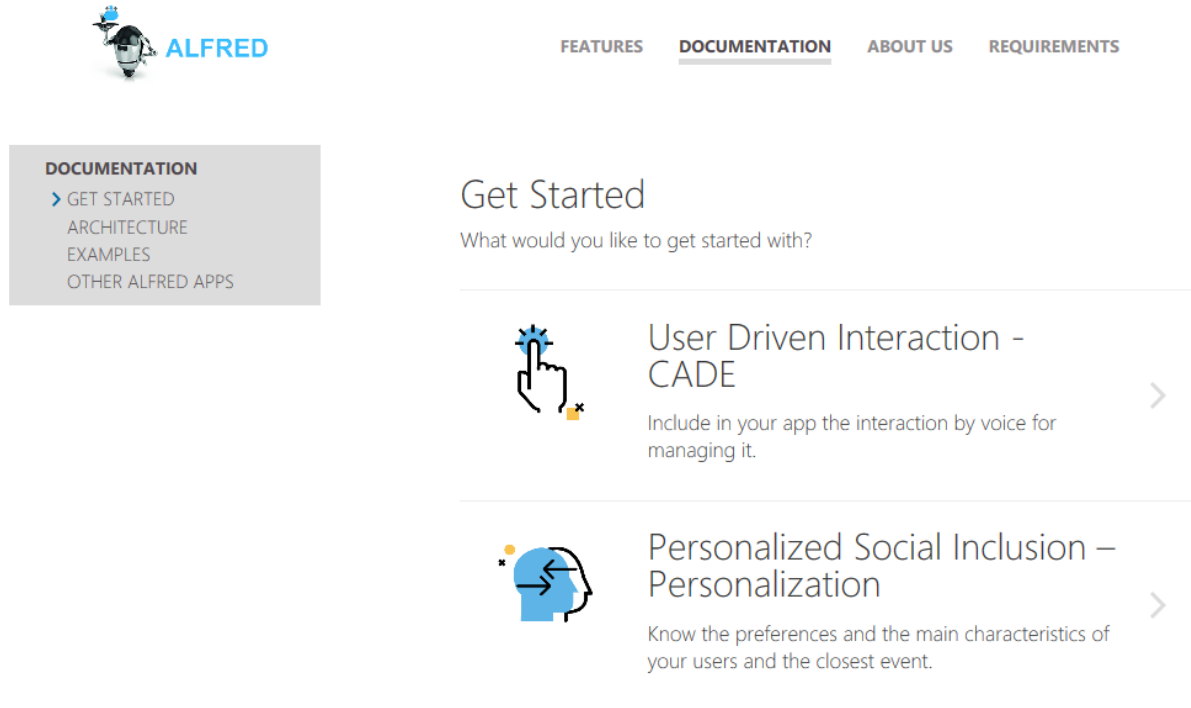 ALFRED
FEATURES DOCUMENTATION ABOUT US REQUIREMENTS
DOCUMENTATION
GET STARTED
ARCHITECTURE
EXAMPLES
OTHER ALFRED APPS
Get Started
What would you like to get started with?
User Driven Interaction -
CADE
Include in your app the interaction by voice for
managing it.
Personalized Social Inclusion –
Personalization
Know the preferences and the main characteristics of
your users and the closest event.